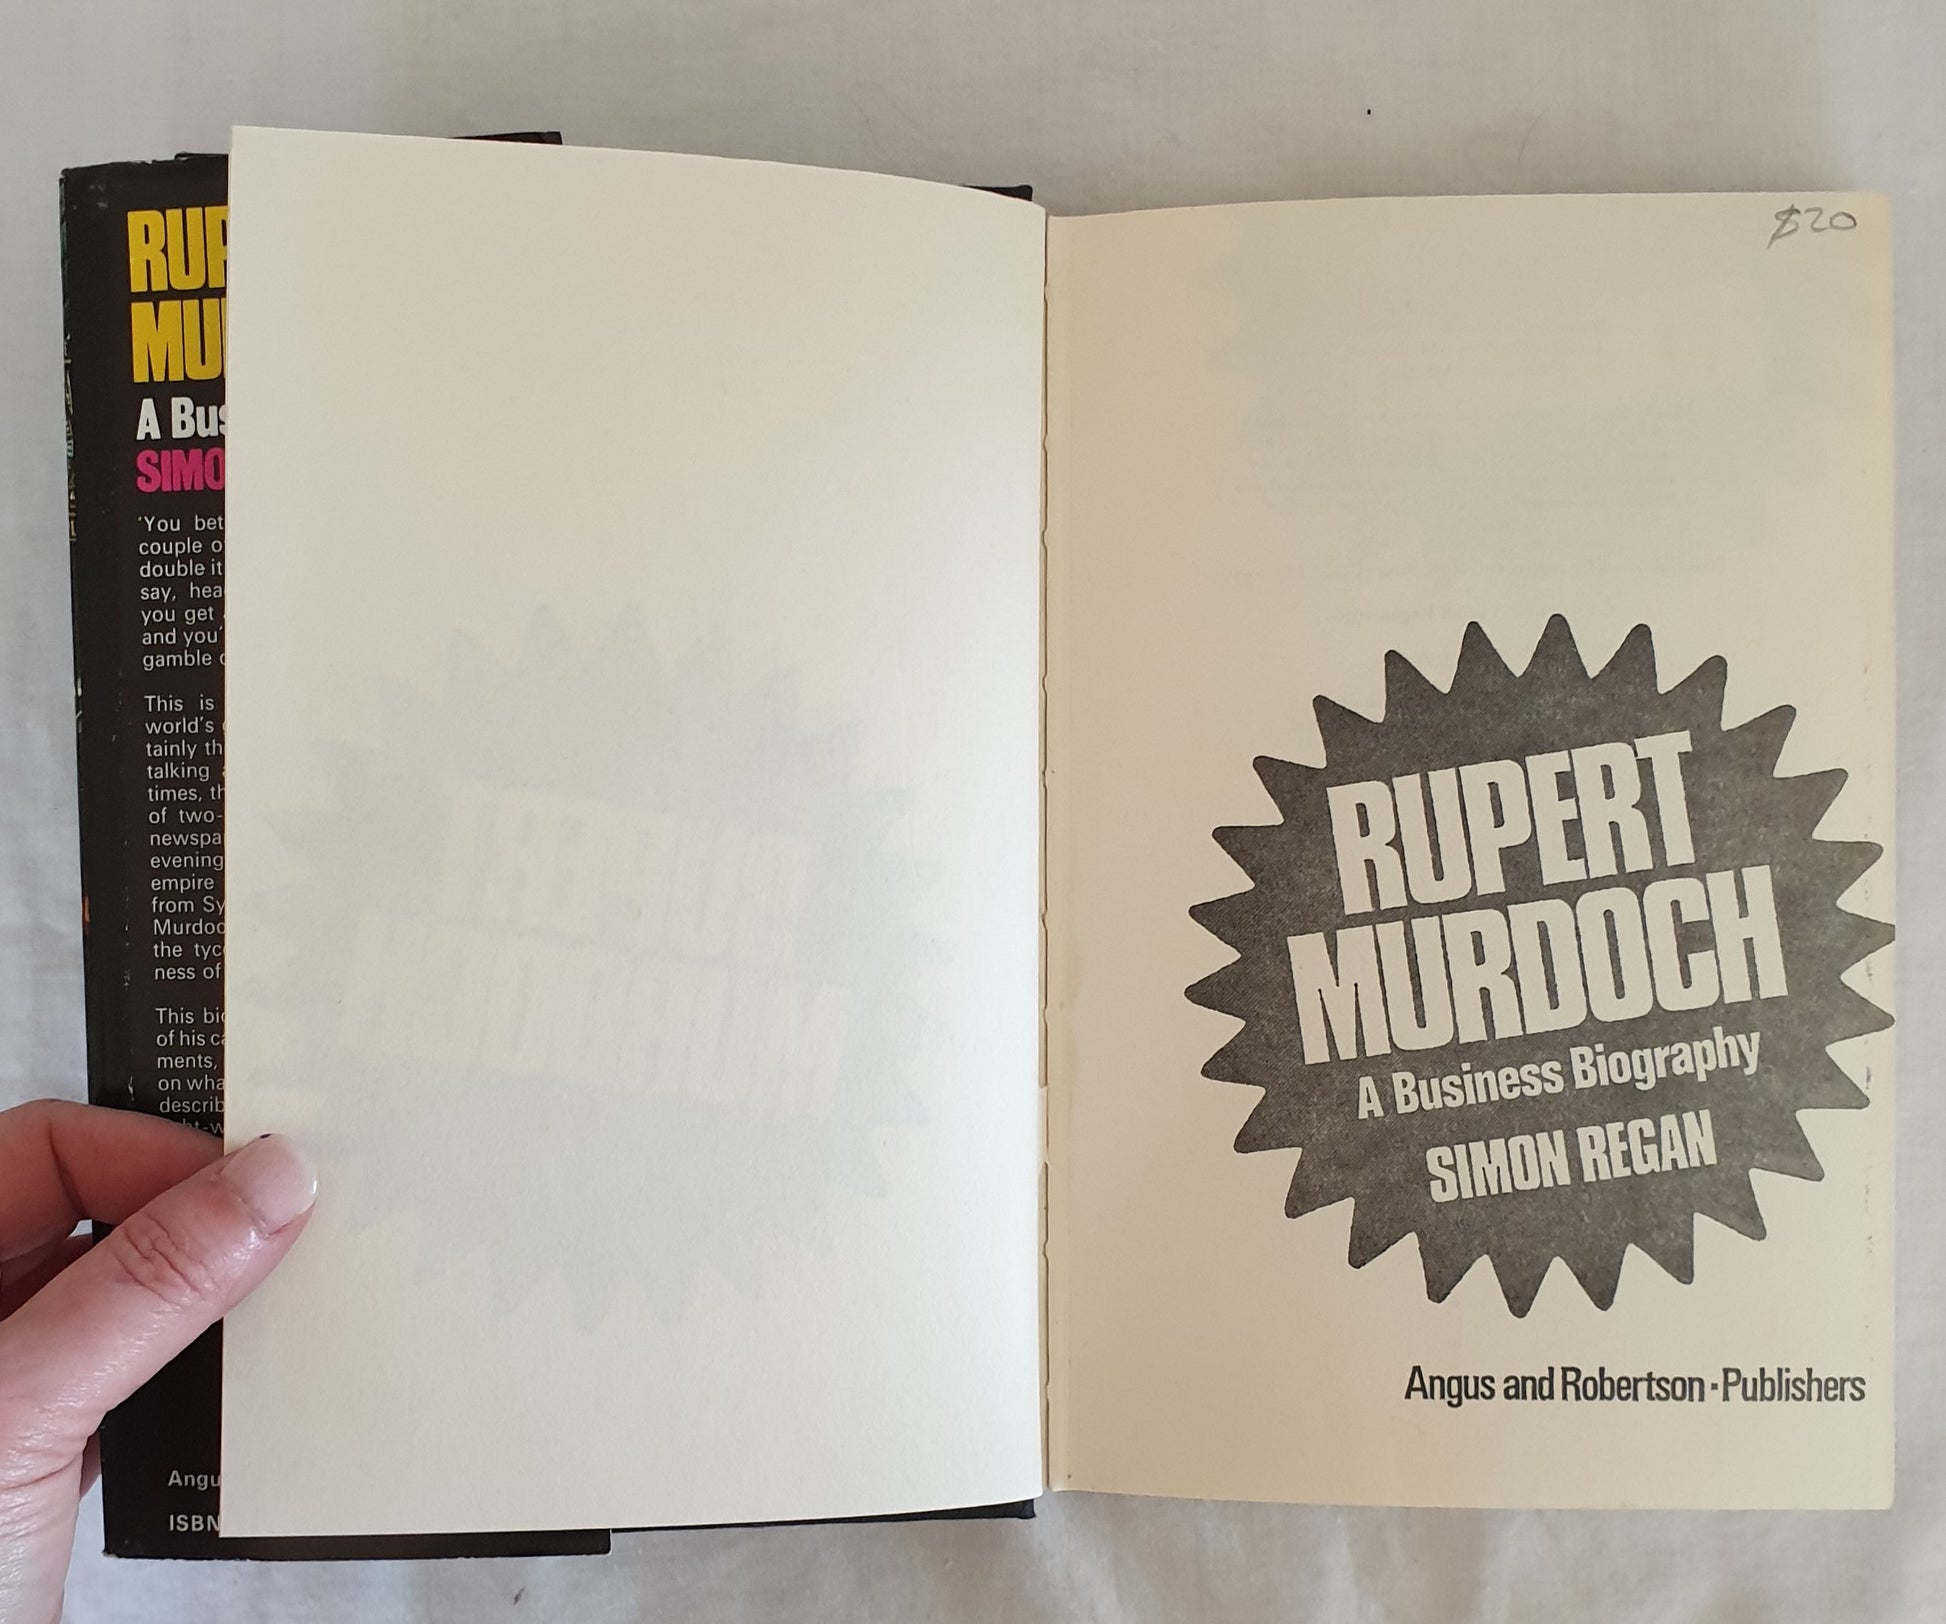 RUP
MU
A Bus
SIMO
'You bet
couple o
double it
say, hea
you get
and you'
gamble
This is
world's
tainly th
talking
times, th
of two-
newspa
evening
empire
from Sy
Murdoc
the tyc
ness of
This bi
of his ca
ments,
on wha
describ
ght-w
Angu
ISBN
$20
RUPERT
MURDOCH
A Business Biography
SIMON REGAN
Angus and Robertson · Publishers